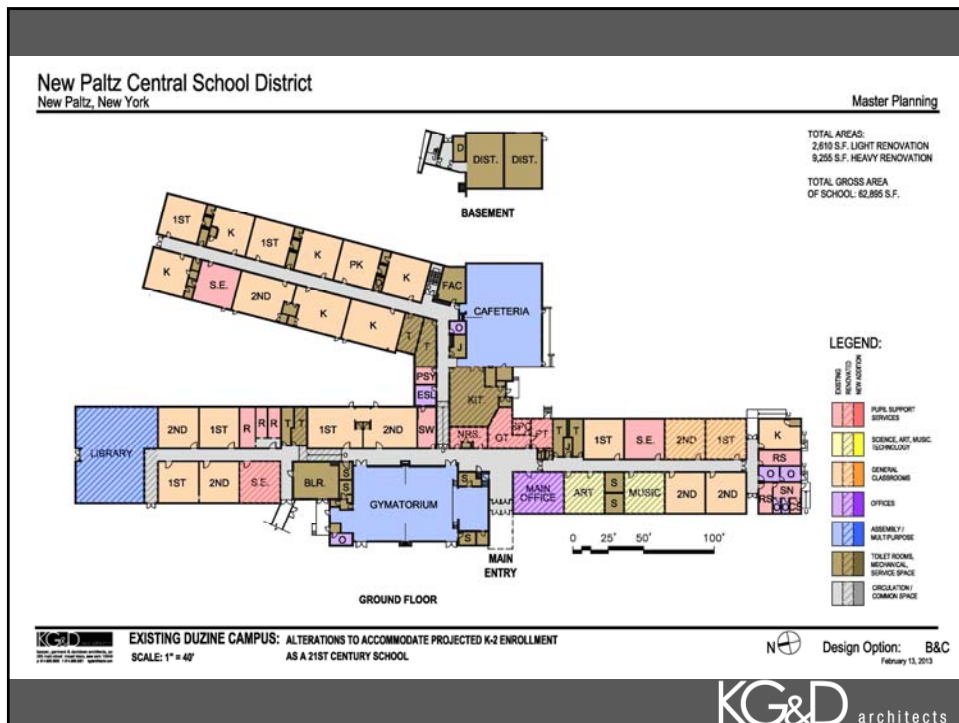 New Paltz Central School District
New Paltz, New York
Master Planning
TOTAL AREAS:
2,610 S.F. LIGHT RENOVATION
9,255 S.F. HEAVY RENOVATION
TOTAL GROSS AREA
OF SCHOOL: 62,895 S.F.
D
DIST.
DIST.
BASEMENT
1ST
K
1ST
K
PK
K
K
S.E.
2ND
K
K
FAC
CAFETERIA
O
J
T
T
PSY
ESL
KIT
LIBRARY
2ND
1ST
R
R
R
T
T
1ST
2ND
SW
NRS.
OT
SPC
PT
T
J
T
1ST
S.E.
2ND
1ST
K
RS
O
O
1ST
2ND
S.E.
BLR.
S
S
GYMATORIUM
S
S
O
MAIN OFFICE
ART
S
S
MUSIC
2ND
2ND
RS
SN
O
O
CS
MAIN
ENTRY
0 25' 50' 100'
GROUND FLOOR
LEGEND:
EXISTING
RENOVATED
NEW ADDITION
PUPIL SUPPORT
SERVICES
SCIENCE, ART, MUSIC,
TECHNOLOGY
GENERAL
CLASSROOMS
OFFICES
ASSEMBLY /
MULTIPURPOSE
TOILET ROOMS,
MECHANICAL,
SERVICE SPACE
CIRCULATION /
COMMON SPACE
KG&D
EXISTING DUZINE CAMPUS: ALTERATIONS TO ACCOMMODATE PROJECTED K-2 ENROLLMENT
SCALE: 1" = 40' AS A 21ST CENTURY SCHOOL
N
Design Option: B&C
February 13, 2013
KG&D architects